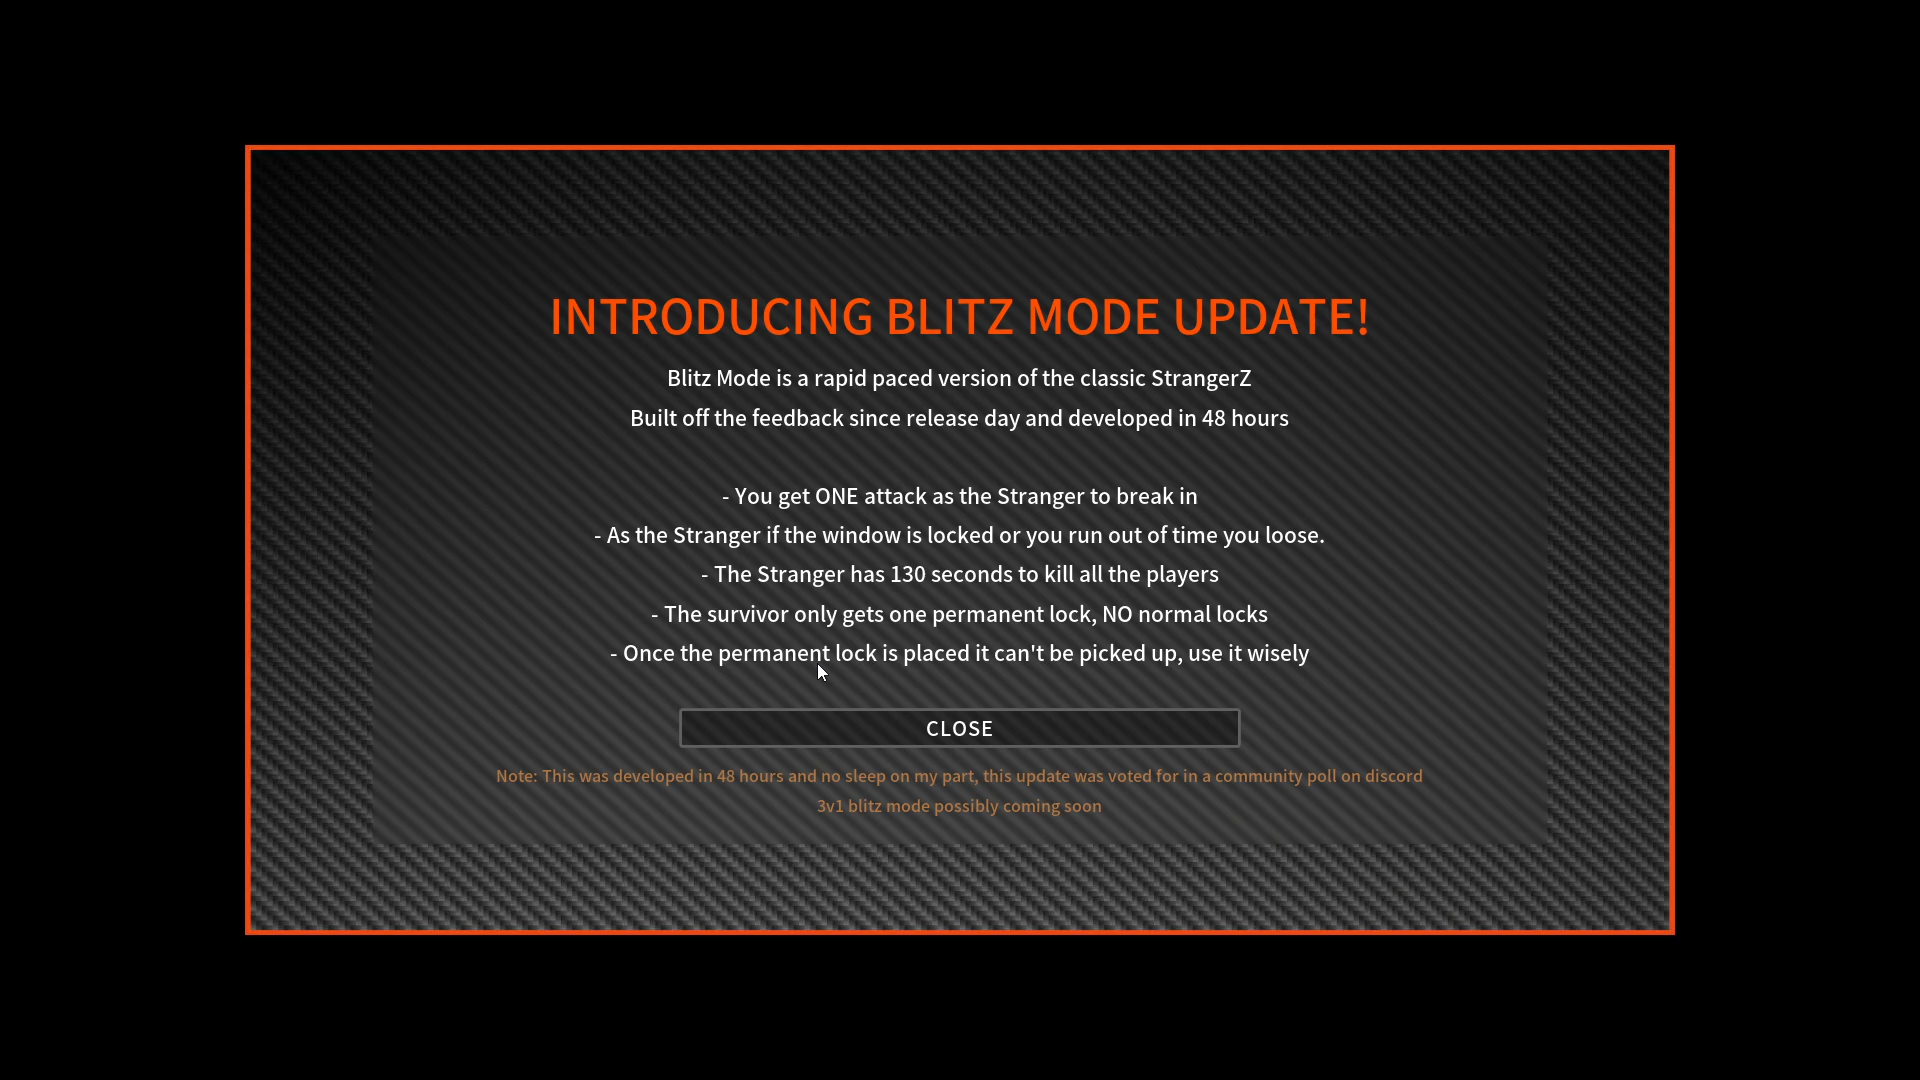 INTRODUCING BLITZ MODE UPDATE!
Blitz Mode is a rapid paced version of the classic StrangerZ
Built off the feedback since release day and developed in 48 hours
- You get ONE attack as the Stranger to break in
- As the Stranger if the window is locked or you run out of time you loose.
- The Stranger has 130 seconds to kill all the players
- The survivor only gets one permanent lock, NO normal locks
- Once the permanent lock is placed it can't be picked up, use it wisely
CLOSE
Note: This was developed in 48 hours and no sleep on my part, this update was voted for in a community poll on discord
3v1 blitz mode possibly coming soon